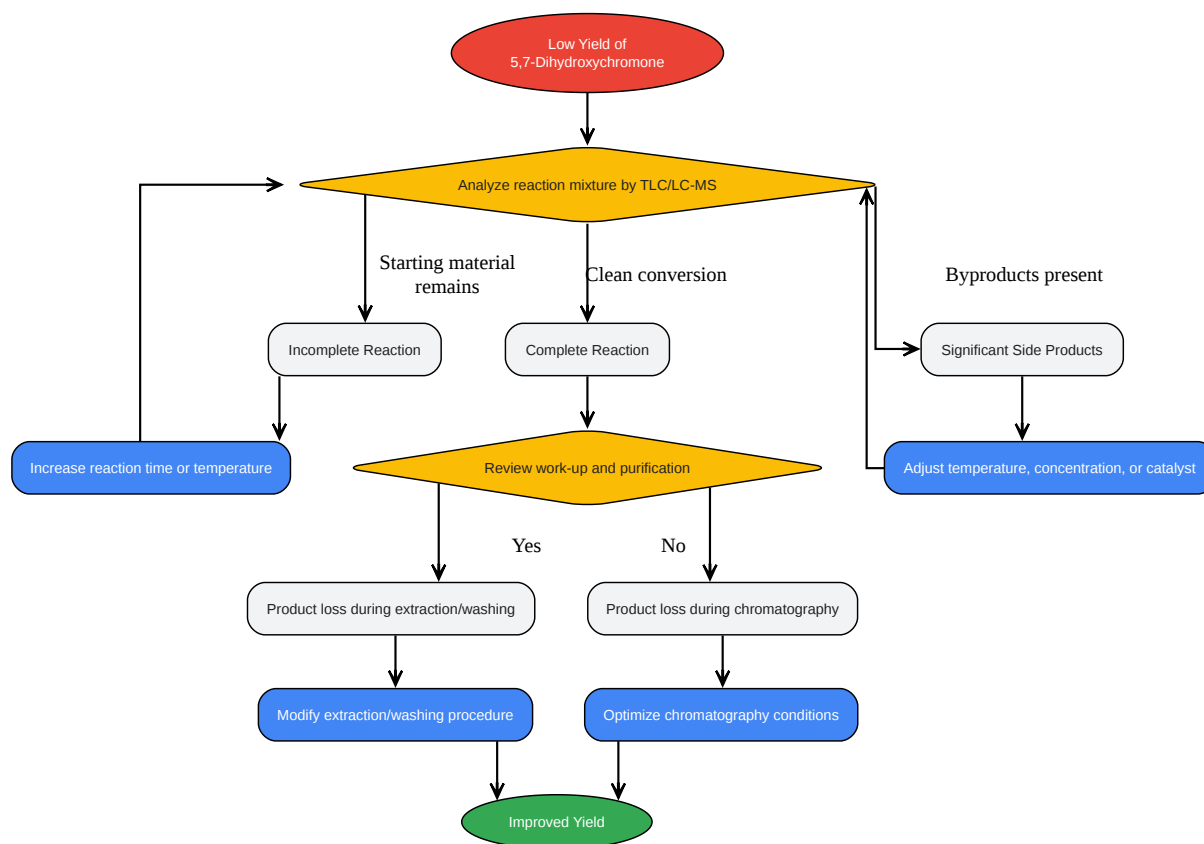 Low Yield of
5,7-Dihydroxychromone
Analyze reaction mixture by TLC/LC-MS
Starting material
remains
Clean conversion
Byproducts present
Incomplete Reaction
Complete Reaction
Significant Side Products
Increase reaction time or temperature
Review work-up and purification
Adjust temperature, concentration, or catalyst
Yes
No
Product loss during extraction/washing
Product loss during chromatography
Modify extraction/washing procedure
Optimize chromatography conditions
Improved Yield